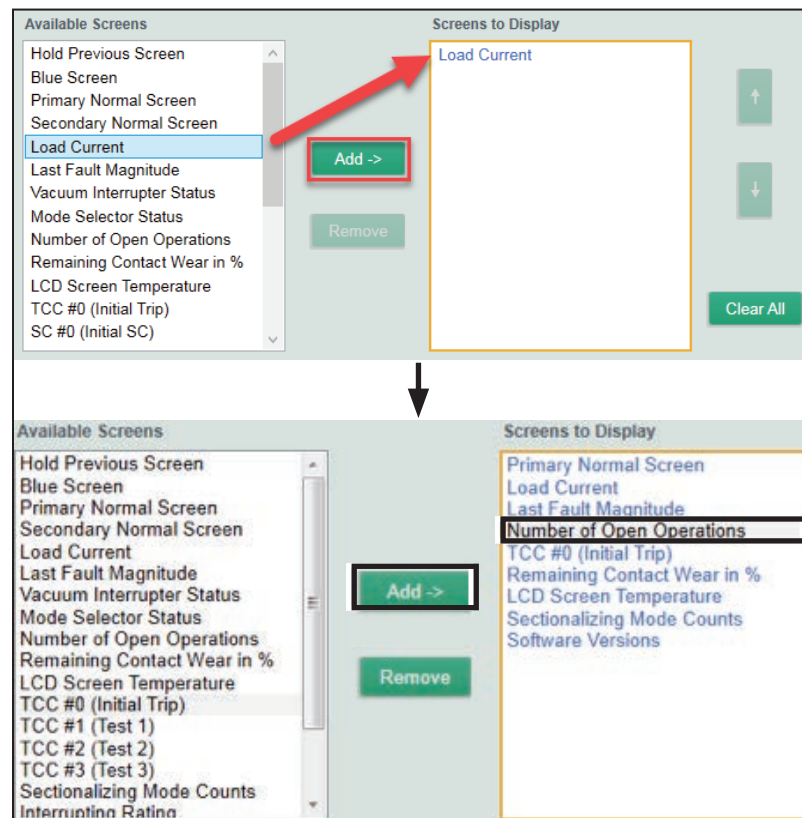 Available Screens
Screens to Display
Hold Previous Screen
Blue Screen
Primary Normal Screen
Secondary Normal Screen
Load Current
Last Fault Magnitude
Vacuum Interrupter Status
Mode Selector Status
Number of Open Operations
Remaining Contact Wear in %
LCD Screen Temperature
TCC #0 (Initial Trip)
SC #0 (Initial SC)
Add ->
Remove
Load Current
Clear All
Available Screens
Screens to Display
Hold Previous Screen
Blue Screen
Primary Normal Screen
Secondary Normal Screen
Load Current
Last Fault Magnitude
Vacuum Interrupter Status
Mode Selector Status
Number of Open Operations
Remaining Contact Wear in %
LCD Screen Temperature
TCC #0 (Initial Trip)
TCC #1 (Test 1)
TCC #2 (Test 2)
TCC #3 (Test 3)
Sectionalizing Mode Counts
Interrupting Rating
Add ->
Remove
Primary Normal Screen
Load Current
Last Fault Magnitude
Number of Open Operations
TCC #0 (Initial Trip)
Remaining Contact Wear in %
LCD Screen Temperature
Sectionalizing Mode Counts
Software Versions